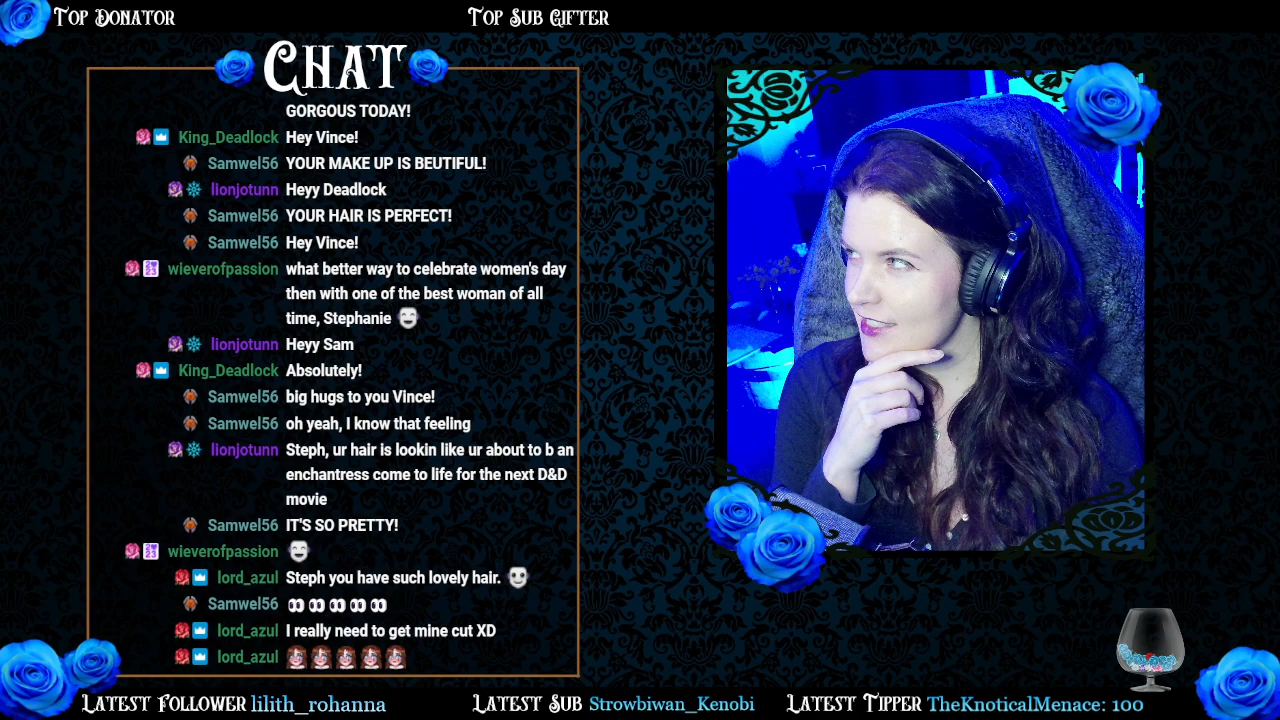 Top Donator
Top Sub Gifter
Chat
GORGOUS TODAY!
King_Deadlock Hey Vince!
Samwel56 YOUR MAKE UP IS BEUTIFUL!
lionjotunn Heyy Deadlock
Samwel56 YOUR HAIR IS PERFECT!
Samwel56 Hey Vince!
wieverofpassion what better way to celebrate women's day
then with one of the best woman of all
time, Stephanie
lionjotunn Heyy Sam
King_Deadlock Absolutely!
Samwel56 big hugs to you Vince!
Samwel56 oh yeah, I know that feeling
lionjotunn Steph, ur hair is lookin like ur about to b an
enchantress come to life for the next D&D
movie
Samwel56 IT'S SO PRETTY!
wieverofpassion
lord_azul Steph you have such lovely hair.
Samwel56
lord_azul I really need to get mine cut XD
lord_azul
Latest Follower lilith_rohanna
Latest Sub Strowbiwan_Kenobi
Latest Tipper TheKnoticalMenace: 100